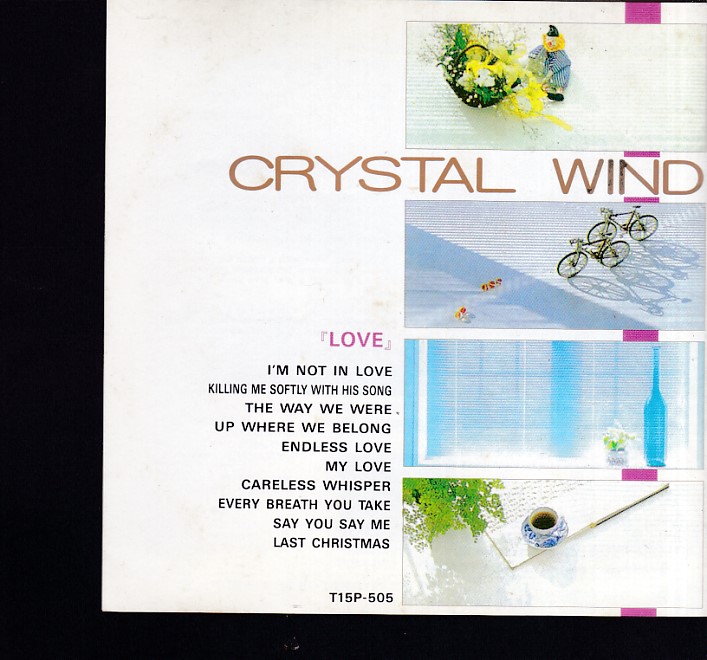 CRYSTAL WIND
『LOVE』
I'M NOT IN LOVE
KILLING ME SOFTLY WITH HIS SONG
THE WAY WE WERE
UP WHERE WE BELONG
ENDLESS LOVE
MY LOVE
CARELESS WHISPER
EVERY BREATH YOU TAKE
SAY YOU SAY ME
LAST CHRISTMAS
T15P-505